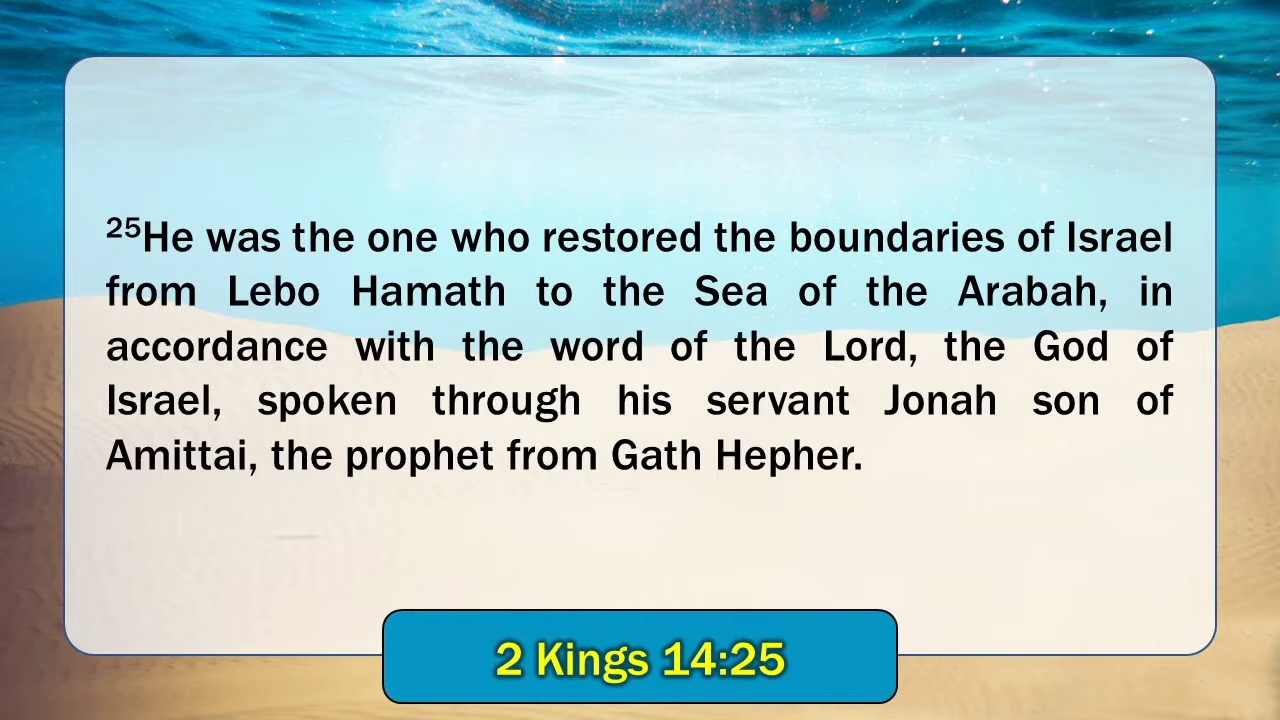 ²⁵He was the one who restored the boundaries of Israel
from Lebo Hamath to the Sea of the Arabah, in
accordance with the word of the Lord, the God of
Israel, spoken through his servant Jonah son of
Amittai, the prophet from Gath Hepher.
2 Kings 14:25